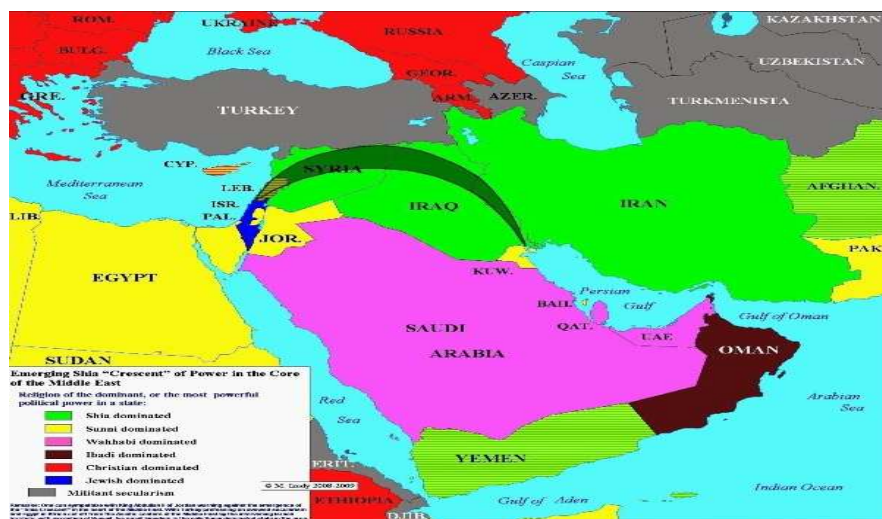 ROM.
UKRAINE
RUSSIA
KAZAKHSTAN
BULG.
Black Sea
Caspian
Sea
UZBEKISTAN
GEOR.
GRE.
ARM.
AZER.
TURKMENISTA
TURKEY
CYP.
SYRIA
Mediterranean
Sea
LEB.
ISR.
PAL.
IRAQ
IRAN
AFGHAN.
LIB.
JOR.
PAK
EGYPT
KUW.
Persian
Gulf
BAH.
QAT.
Gulf of Oman
SAUDI
ARABIA
UAE
OMAN
SUDAN
Red
Sea
Arabian
Sea
YEMEN
ERIT.
Gulf of Aden
Indian Ocean
ETHIOPIA
DJIB.
Emerging Shia “Crescent” of Power in the Core
of the Middle East
Religion of the dominant, or the most powerful
political power in a state:
Shia dominated
Sunni dominated
Wahhabi dominated
Ibadi dominated
Christian dominated
Jewish dominated
Militant secularism
© M. Izady 2008-2009